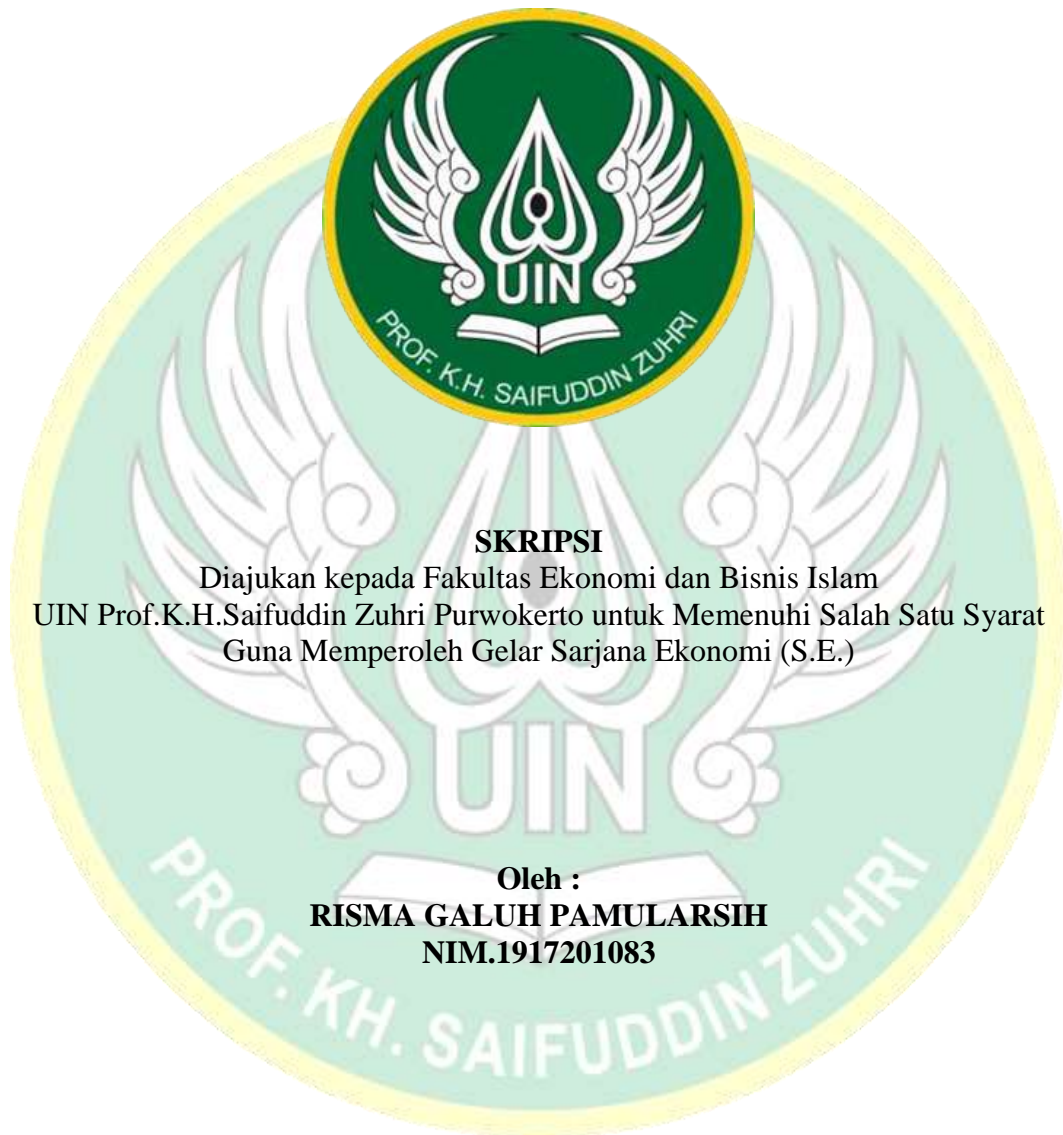 UIN
PROF. K.H. SAIFUDDIN ZUHRI
SKRIPSI
Diajukan kepada Fakultas Ekonomi dan Bisnis Islam
UIN Prof.K.H.Saifuddin Zuhri Purwokerto untuk Memenuhi Salah Satu Syarat
Guna Memperoleh Gelar Sarjana Ekonomi (S.E.)
UIN
Oleh :
RISMA GALUH PAMULARSIH
NIM.1917201083
PROF. KH. SAIFUDDIN ZUHRI